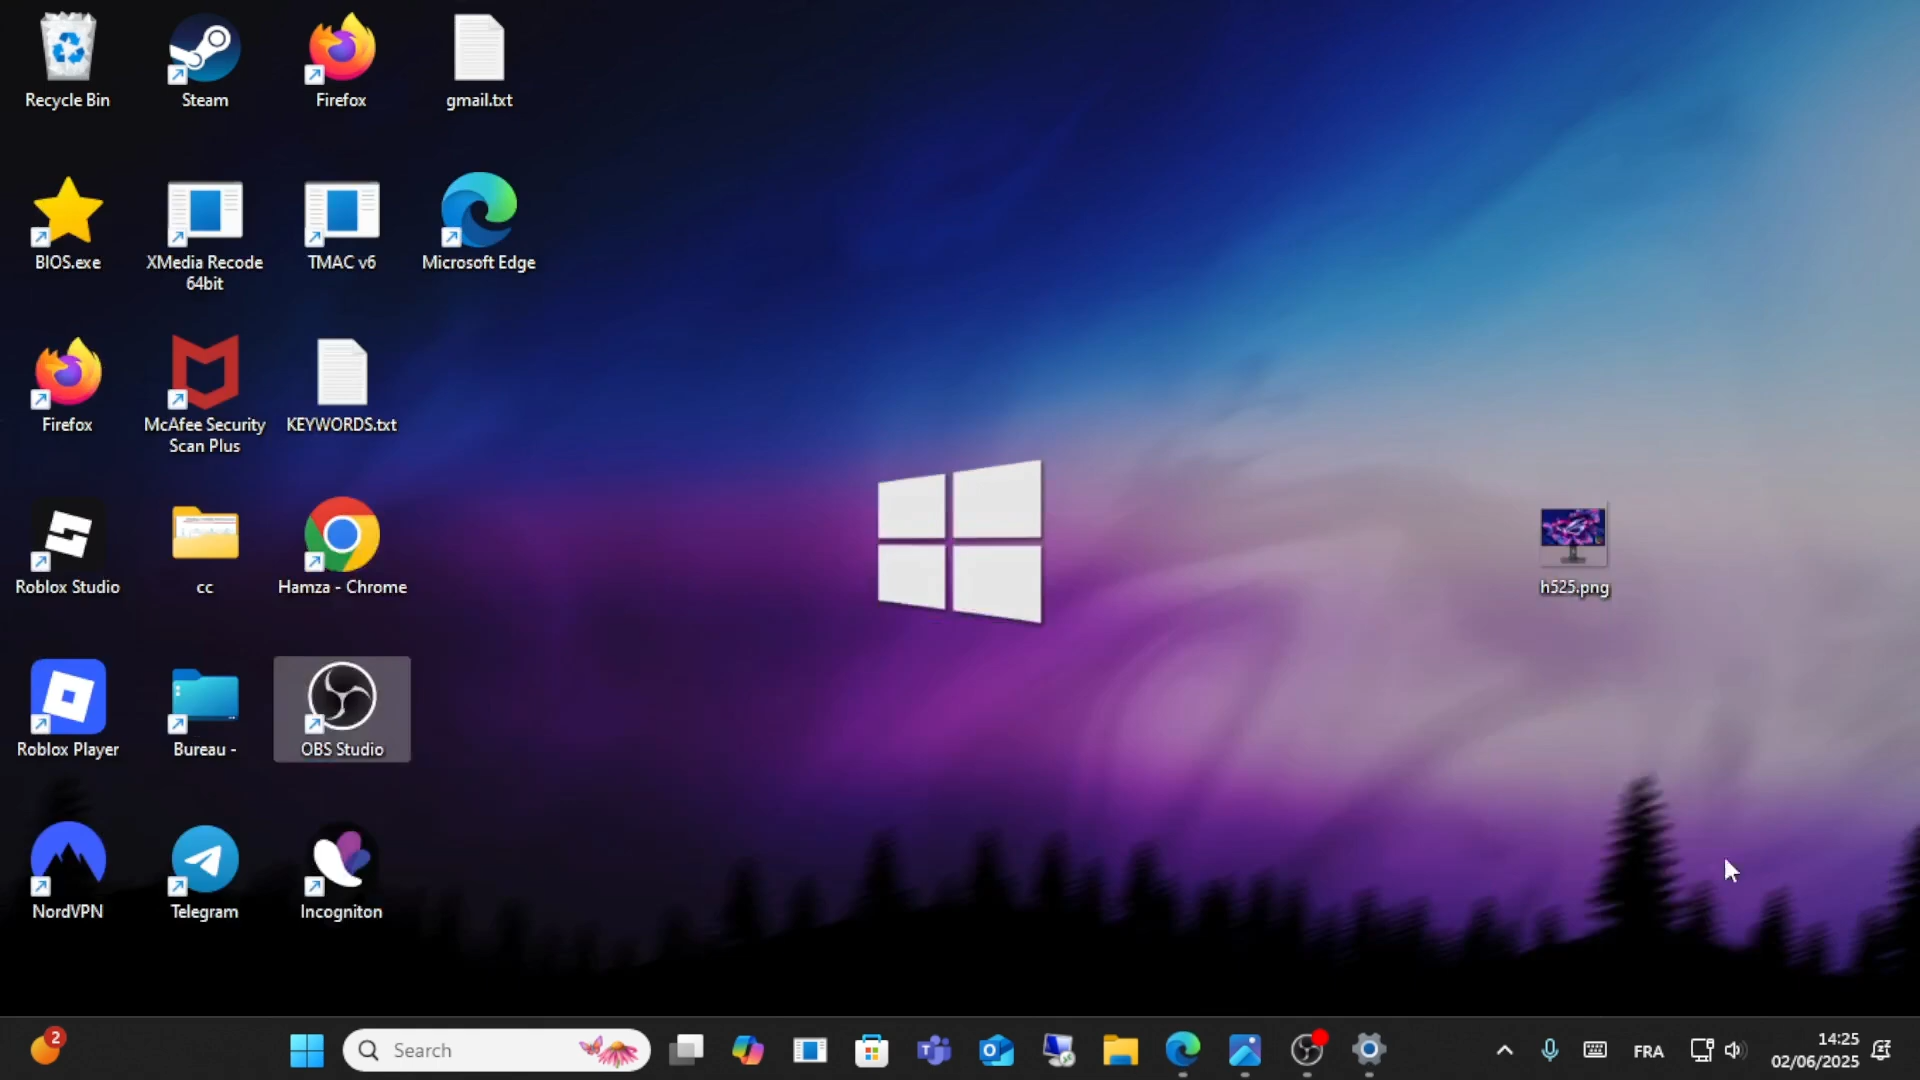 Recycle Bin
Steam
Firefox
gmail.txt
BIOS.exe
XMedia Recode
64bit
TMAC v6
Microsoft Edge
Firefox
McAfee Security
Scan Plus
KEYWORDS.txt
Roblox Studio
cc
Hamza - Chrome
h525.png
Roblox Player
Bureau -
OBS Studio
NordVPN
Telegram
Incogniton
2
Search
FRA
14:25
02/06/2025